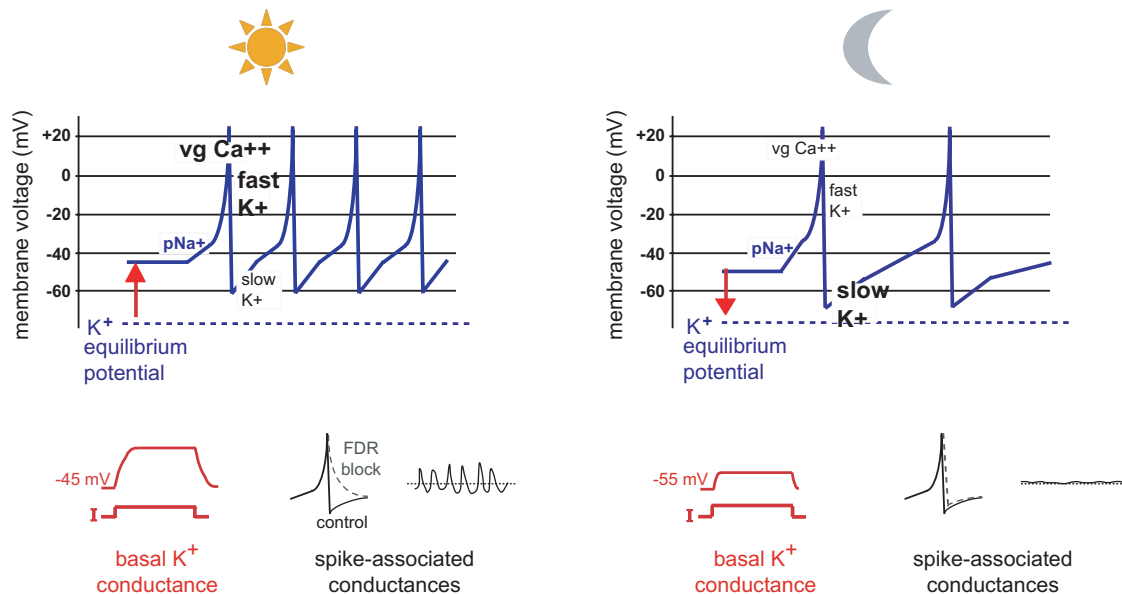 membrane voltage (mV)
+20
0
-20
-40
-60
vg Ca++
fast
K+
pNa+
slow
K+
K+
equilibrium
potential
-45 mV
I
basal K+
conductance
FDR
block
control
spike-associated
conductances
membrane voltage (mV)
+20
0
-20
-40
-60
vg Ca++
fast
K+
pNa+
slow
K+
K+
equilibrium
potential
-55 mV
I
basal K+
conductance
spike-associated
conductances